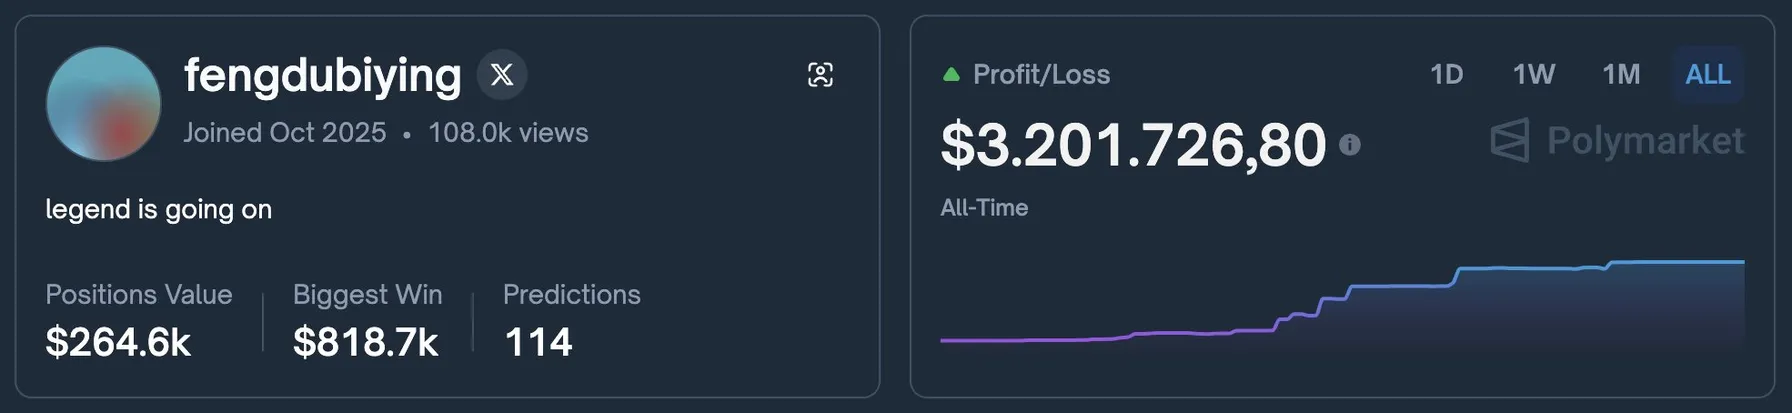 fengdubiying
Joined Oct 2025 • 108.0k views
legend is going on
Positions Value
$264.6k
Biggest Win
$818.7k
Predictions
114
Profit/Loss
1D 1W 1M ALL
$3.201.726,80
Polymarket
All-Time